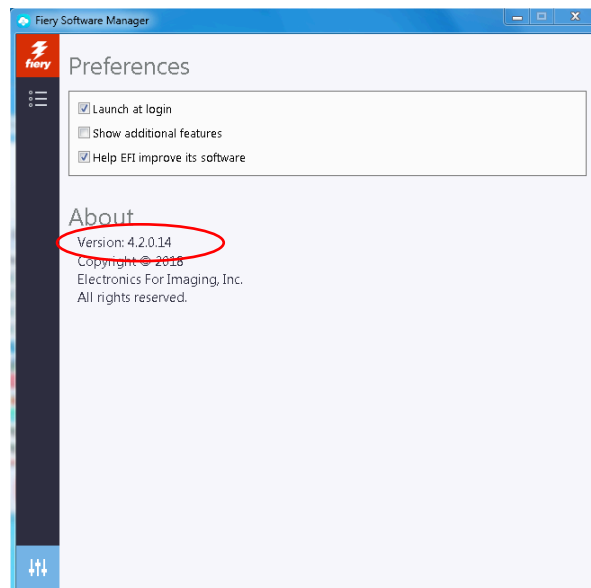 Fiery Software Manager
fiery
Preferences
Launch at login
Show additional features
Help EFI improve its software
About
Version: 4.2.0.14
Copyright © 2018
Electronics For Imaging, Inc.
All rights reserved.